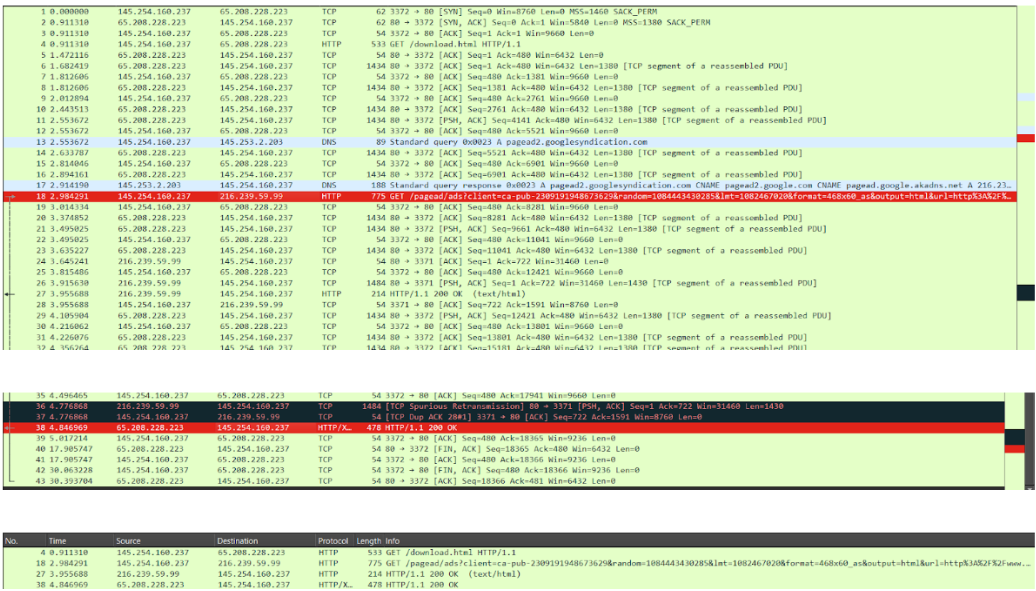 1 0.000000 145.254.160.237 65.208.228.223 TCP 62 3372 → 80 [SYN] Seq=0 Win=8760 Len=0 MSS=1460 SACK_PERM
2 0.911310 65.208.228.223 145.254.160.237 TCP 62 80 → 3372 [SYN, ACK] Seq=0 Ack=1 Win=5840 Len=0 MSS=1380 SACK_PERM
3 0.911310 145.254.160.237 65.208.228.223 TCP 54 3372 → 80 [ACK] Seq=1 Ack=1 Win=9660 Len=0
4 0.911310 145.254.160.237 65.208.228.223 HTTP 533 GET /download.html HTTP/1.1
5 1.472116 65.208.228.223 145.254.160.237 TCP 54 80 → 3372 [ACK] Seq=1 Ack=480 Win=6432 Len=0
6 1.682419 65.208.228.223 145.254.160.237 TCP 1434 80 → 3372 [ACK] Seq=1 Ack=480 Win=6432 Len=1380 [TCP segment of a reassembled PDU]
7 1.812606 145.254.160.237 65.208.228.223 TCP 54 3372 → 80 [ACK] Seq=480 Ack=1381 Win=9660 Len=0
8 1.812606 65.208.228.223 145.254.160.237 TCP 1434 80 → 3372 [ACK] Seq=1381 Ack=480 Win=6432 Len=1380 [TCP segment of a reassembled PDU]
9 2.012894 145.254.160.237 65.208.228.223 TCP 54 3372 → 80 [ACK] Seq=480 Ack=2761 Win=9660 Len=0
10 2.443513 65.208.228.223 145.254.160.237 TCP 1434 80 → 3372 [ACK] Seq=2761 Ack=480 Win=6432 Len=1380 [TCP segment of a reassembled PDU]
11 2.553672 65.208.228.223 145.254.160.237 TCP 1434 80 → 3372 [PSH, ACK] Seq=4141 Ack=480 Win=6432 Len=1380 [TCP segment of a reassembled PDU]
12 2.553672 145.254.160.237 65.208.228.223 TCP 54 3372 → 80 [ACK] Seq=480 Ack=5521 Win=9660 Len=0
13 2.553672 145.254.160.237 145.253.2.203 DNS 89 Standard query 0x0023 A pagead2.googlesyndication.com
14 2.633787 65.208.228.223 145.254.160.237 TCP 1434 80 → 3372 [ACK] Seq=5521 Ack=480 Win=6432 Len=1380 [TCP segment of a reassembled PDU]
15 2.814046 145.254.160.237 65.208.228.223 TCP 54 3372 → 80 [ACK] Seq=480 Ack=6901 Win=9660 Len=0
16 2.894161 65.208.228.223 145.254.160.237 TCP 1434 80 → 3372 [ACK] Seq=6901 Ack=480 Win=6432 Len=1380 [TCP segment of a reassembled PDU]
17 2.914190 145.253.2.203 145.254.160.237 DNS 188 Standard query response 0x0023 A pagead2.googlesyndication.com CNAME pagead2.google.com CNAME pagead.google.akadns.net A 216.23…
18 2.984291 145.254.160.237 216.239.59.99 HTTP 775 GET /pagead/ads?client=ca-pub-2309191948673629&random=1084443430285&lmt=1082467020&format=468x60_as&output=html&url=http%3A%2F%…
19 3.014334 145.254.160.237 65.208.228.223 TCP 54 3372 → 80 [ACK] Seq=480 Ack=8281 Win=9660 Len=0
20 3.374852 65.208.228.223 145.254.160.237 TCP 1434 80 → 3372 [ACK] Seq=8281 Ack=480 Win=6432 Len=1380 [TCP segment of a reassembled PDU]
21 3.495025 65.208.228.223 145.254.160.237 TCP 1434 80 → 3372 [PSH, ACK] Seq=9661 Ack=480 Win=6432 Len=1380 [TCP segment of a reassembled PDU]
22 3.495025 145.254.160.237 65.208.228.223 TCP 54 3372 → 80 [ACK] Seq=480 Ack=11041 Win=9660 Len=0
23 3.635227 65.208.228.223 145.254.160.237 TCP 1434 80 → 3372 [ACK] Seq=11041 Ack=480 Win=6432 Len=1380 [TCP segment of a reassembled PDU]
24 3.645241 216.239.59.99 145.254.160.237 TCP 54 80 → 3371 [ACK] Seq=1 Ack=722 Win=31460 Len=0
25 3.815486 145.254.160.237 65.208.228.223 TCP 54 3372 → 80 [ACK] Seq=480 Ack=12421 Win=9660 Len=0
26 3.915630 216.239.59.99 145.254.160.237 TCP 1484 80 → 3371 [PSH, ACK] Seq=1 Ack=722 Win=31460 Len=1430 [TCP segment of a reassembled PDU]
27 3.955688 216.239.59.99 145.254.160.237 HTTP 214 HTTP/1.1 200 OK (text/html)
28 3.955688 145.254.160.237 216.239.59.99 TCP 54 3371 → 80 [ACK] Seq=722 Ack=1591 Win=8760 Len=0
29 4.105904 65.208.228.223 145.254.160.237 TCP 1434 80 → 3372 [PSH, ACK] Seq=12421 Ack=480 Win=6432 Len=1380 [TCP segment of a reassembled PDU]
30 4.216062 145.254.160.237 65.208.228.223 TCP 54 3372 → 80 [ACK] Seq=480 Ack=13801 Win=9660 Len=0
31 4.226076 65.208.228.223 145.254.160.237 TCP 1434 80 → 3372 [ACK] Seq=13801 Ack=480 Win=6432 Len=1380 [TCP segment of a reassembled PDU]
32 4.356264 65.208.228.223 145.254.160.237 TCP 1434 80 → 3372 [ACK] Seq=15181 Ack=480 Win=6432 Len=1380 [TCP segment of a reassembled PDU]
35 4.496465 145.254.160.237 65.208.228.223 TCP 54 3372 → 80 [ACK] Seq=480 Ack=17941 Win=9660 Len=0
36 4.776868 216.239.59.99 145.254.160.237 TCP 1484 [TCP Spurious Retransmission] 80 → 3371 [PSH, ACK] Seq=1 Ack=722 Win=31460 Len=1430
37 4.776868 145.254.160.237 216.239.59.99 TCP 54 [TCP Dup ACK 28#1] 3371 → 80 [ACK] Seq=722 Ack=1591 Win=8760 Len=0
38 4.846969 65.208.228.223 145.254.160.237 HTTP/X… 478 HTTP/1.1 200 OK
39 5.017214 145.254.160.237 65.208.228.223 TCP 54 3372 → 80 [ACK] Seq=480 Ack=18365 Win=9236 Len=0
40 17.905747 65.208.228.223 145.254.160.237 TCP 54 80 → 3372 [FIN, ACK] Seq=18365 Ack=480 Win=6432 Len=0
41 17.905747 145.254.160.237 65.208.228.223 TCP 54 3372 → 80 [ACK] Seq=480 Ack=18366 Win=9236 Len=0
42 30.063228 145.254.160.237 65.208.228.223 TCP 54 3372 → 80 [FIN, ACK] Seq=480 Ack=18366 Win=9236 Len=0
43 30.393704 65.208.228.223 145.254.160.237 TCP 54 80 → 3372 [ACK] Seq=18366 Ack=481 Win=6432 Len=0
No. Time Source Destination Protocol Length Info
4 0.911310 145.254.160.237 65.208.228.223 HTTP 533 GET /download.html HTTP/1.1
18 2.984291 145.254.160.237 216.239.59.99 HTTP 775 GET /pagead/ads?client=ca-pub-2309191948673629&random=1084443430285&lmt=1082467020&format=468x60_as&output=html&url=http%3A%2F%2Fwww…
27 3.955688 216.239.59.99 145.254.160.237 HTTP 214 HTTP/1.1 200 OK (text/html)
38 4.846969 65.208.228.223 145.254.160.237 HTTP/X… 478 HTTP/1.1 200 OK